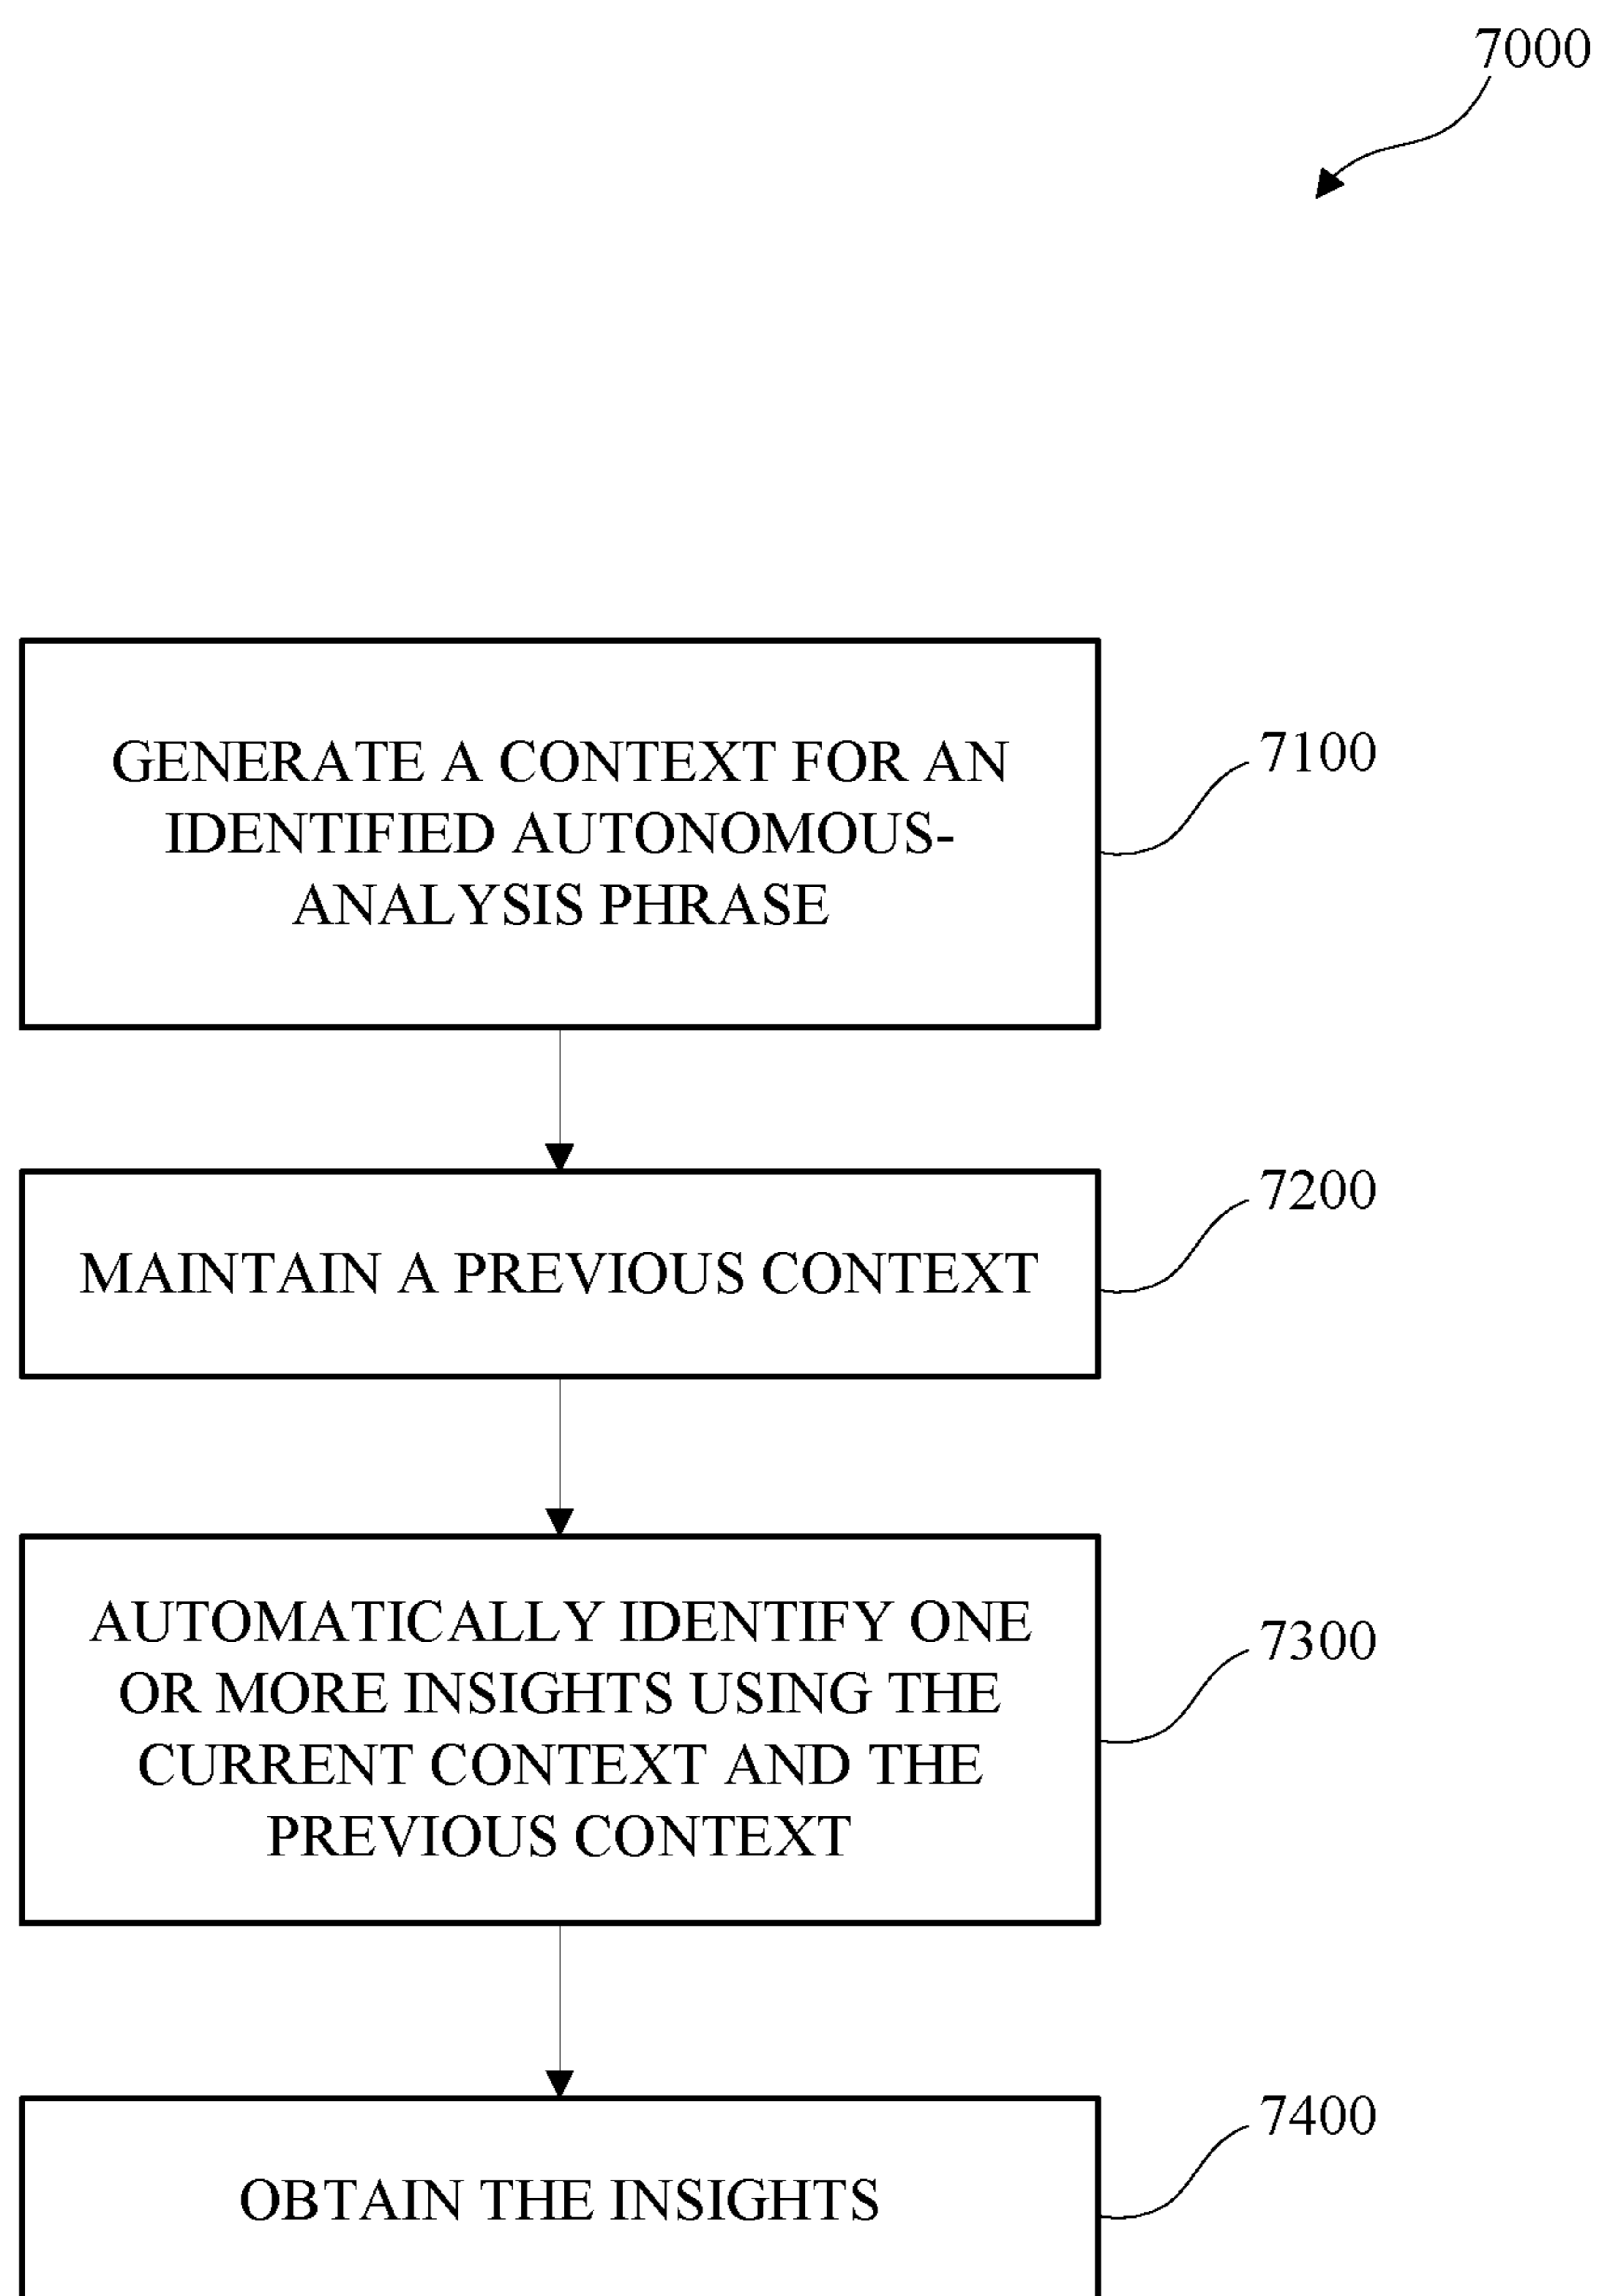 7000
GENERATE A CONTEXT FOR AN
IDENTIFIED AUTONOMOUS-
ANALYSIS PHRASE
7100
MAINTAIN A PREVIOUS CONTEXT
7200
AUTOMATICALLY IDENTIFY ONE
OR MORE INSIGHTS USING THE
CURRENT CONTEXT AND THE
PREVIOUS CONTEXT
7300
OBTAIN THE INSIGHTS
7400